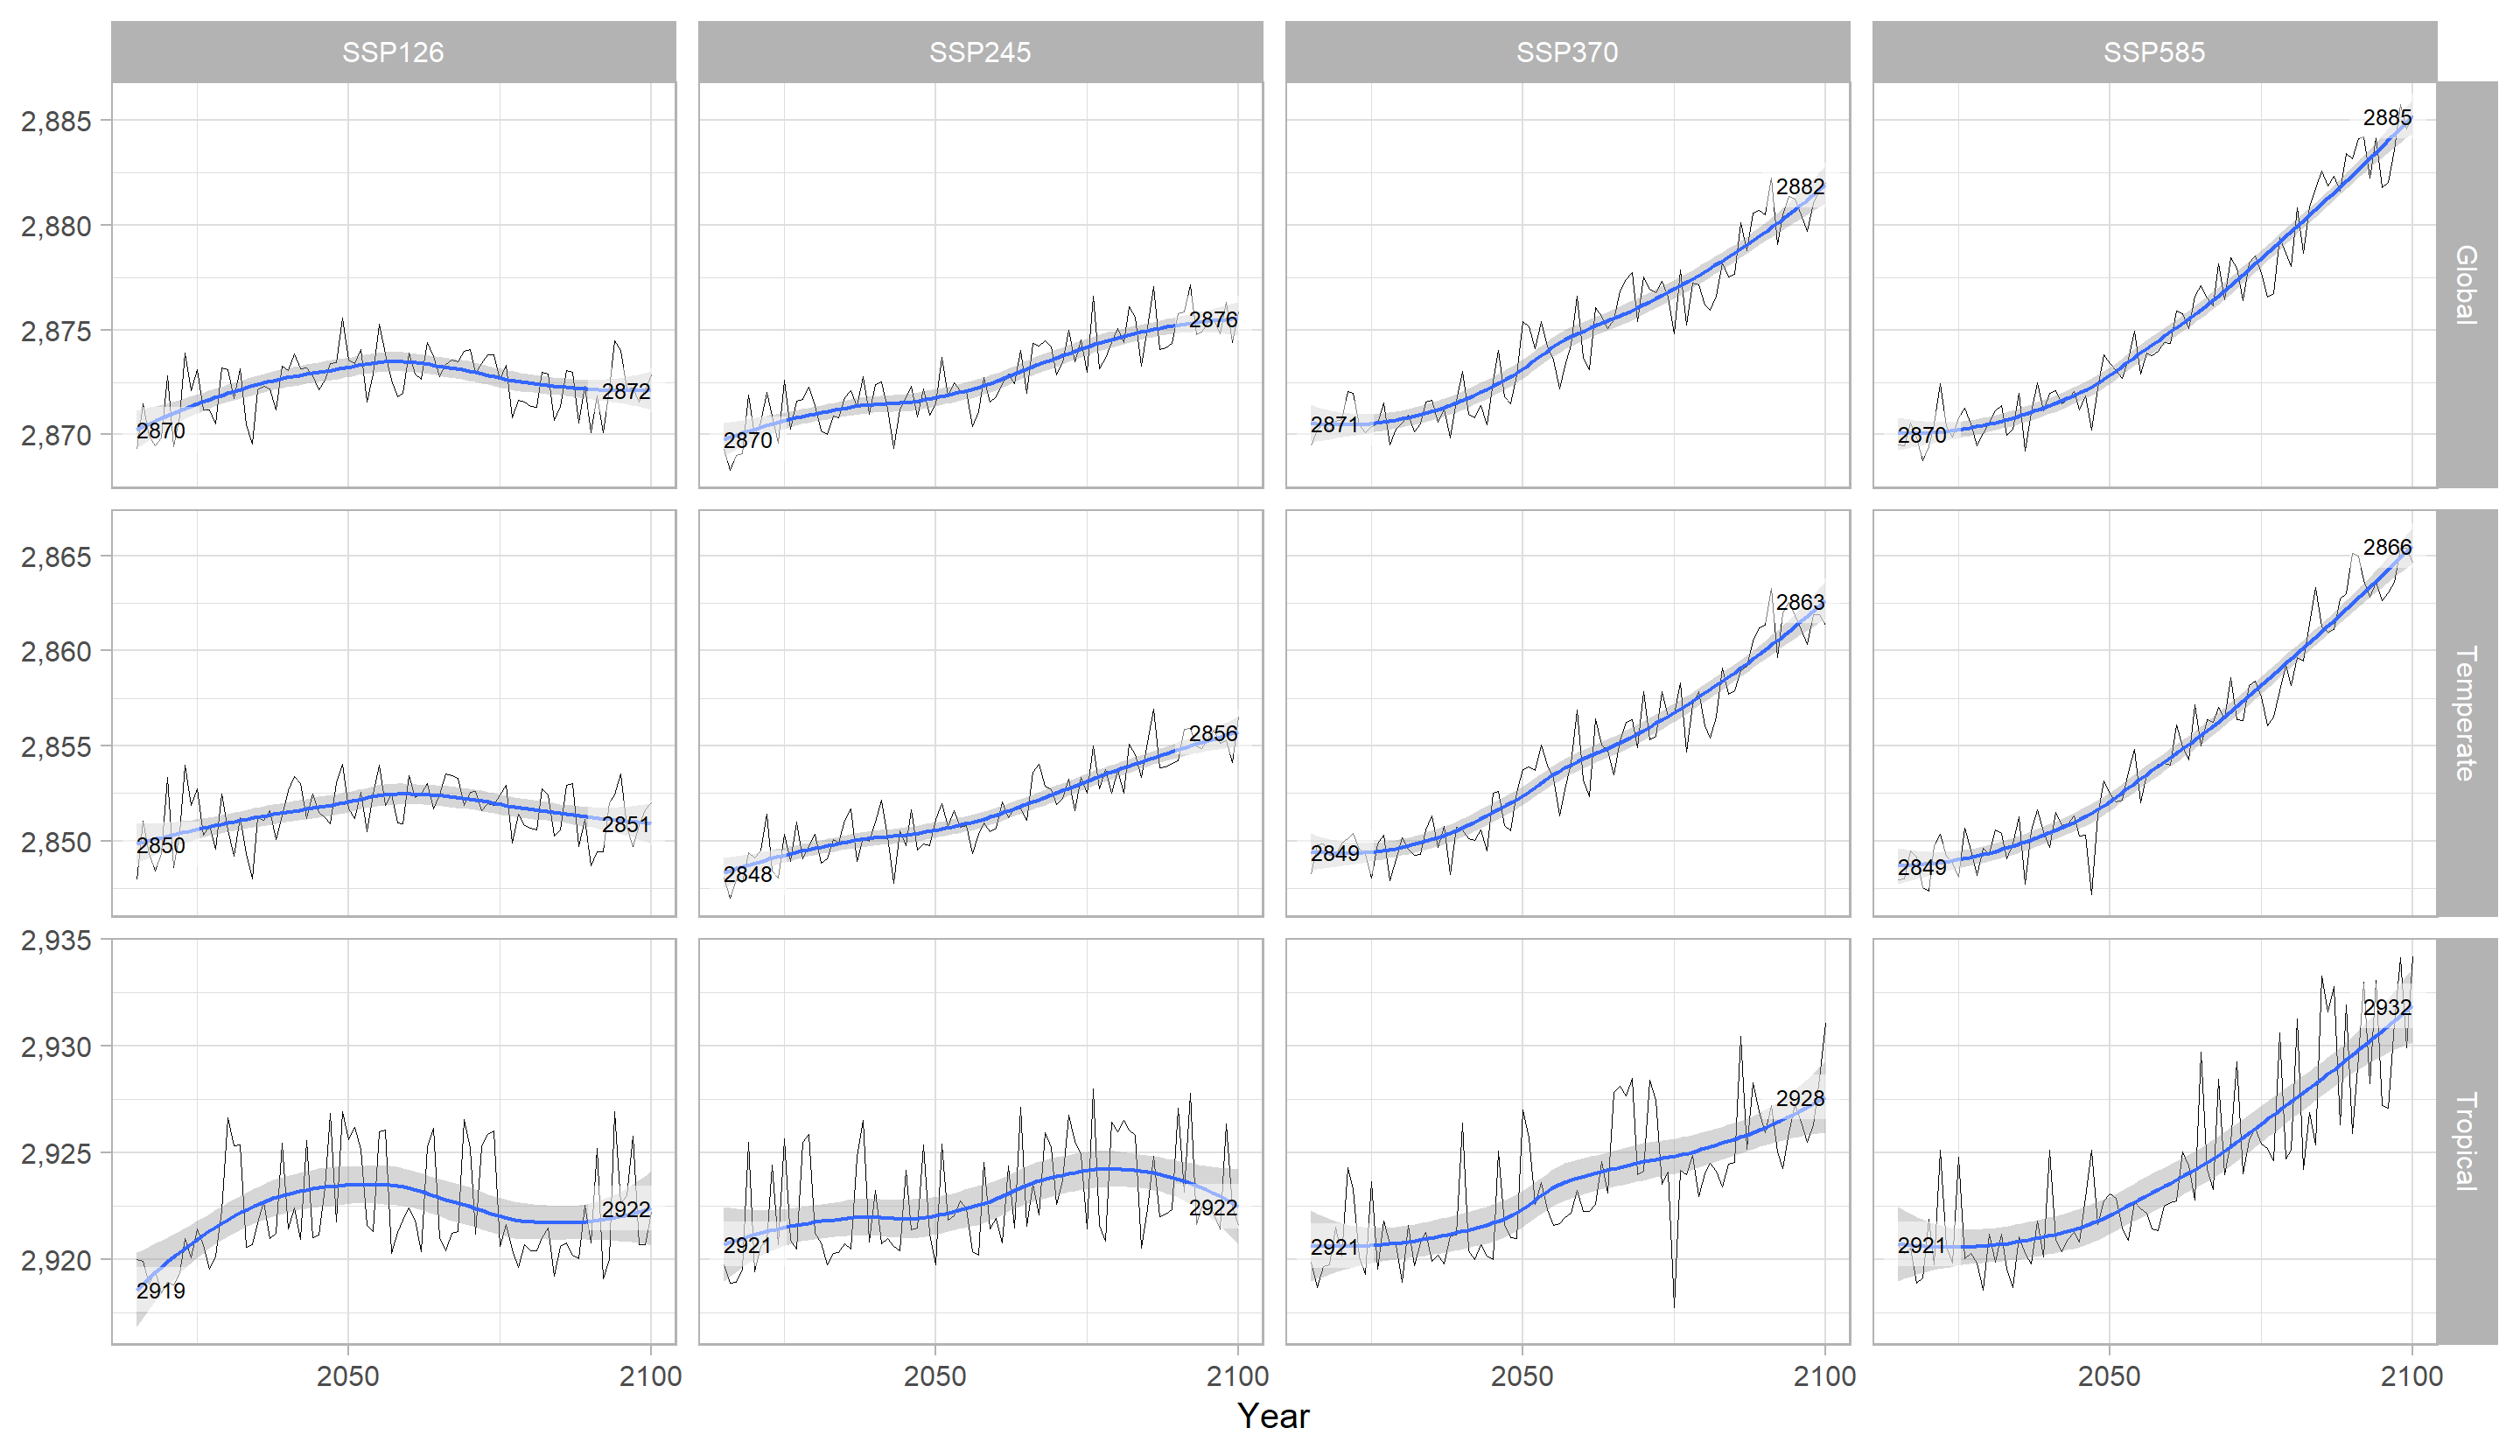 SSP126 SSP245 SSP370 SSP585
2,885
2,880
2,875
2,870
2870 2872 2870 2876 2871 2882 2870 2885
Global
2,865
2,860
2,855
2,850
2850 2851 2848 2856 2849 2863 2849 2866
Temperate
2,935
2,930
2,925
2,920
2919 2922 2921 2922 2921 2928 2921 2932
Tropical
2050 2100 2050 2100 2050 2100 2050 2100
Year